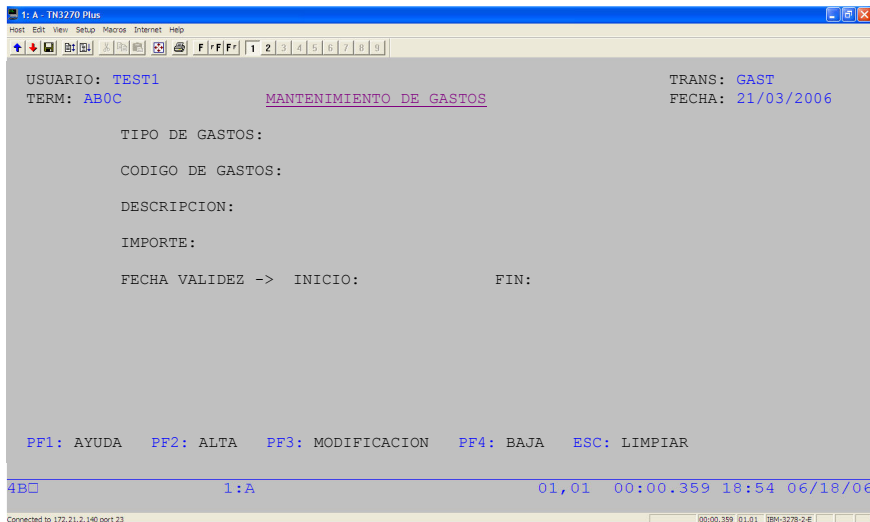 1: A - TN3270 Plus
Host Edit View Setup Macros Internet Help
F rF Fr 1 2 3 4 5 6 7 8 9
USUARIO: TEST1 TRANS: GAST
TERM: AB0C MANTENIMIENTO DE GASTOS FECHA: 21/03/2006
TIPO DE GASTOS:
CODIGO DE GASTOS:
DESCRIPCION:
IMPORTE:
FECHA VALIDEZ -> INICIO: FIN:
PF1: AYUDA PF2: ALTA PF3: MODIFICACION PF4: BAJA ESC: LIMPIAR
4B□ 1:A 01,01 00:00.359 18:54 06/18/06
Connected to 172.21.2.140 port 23 00:00.359 01.01 IBM-3278-2-E